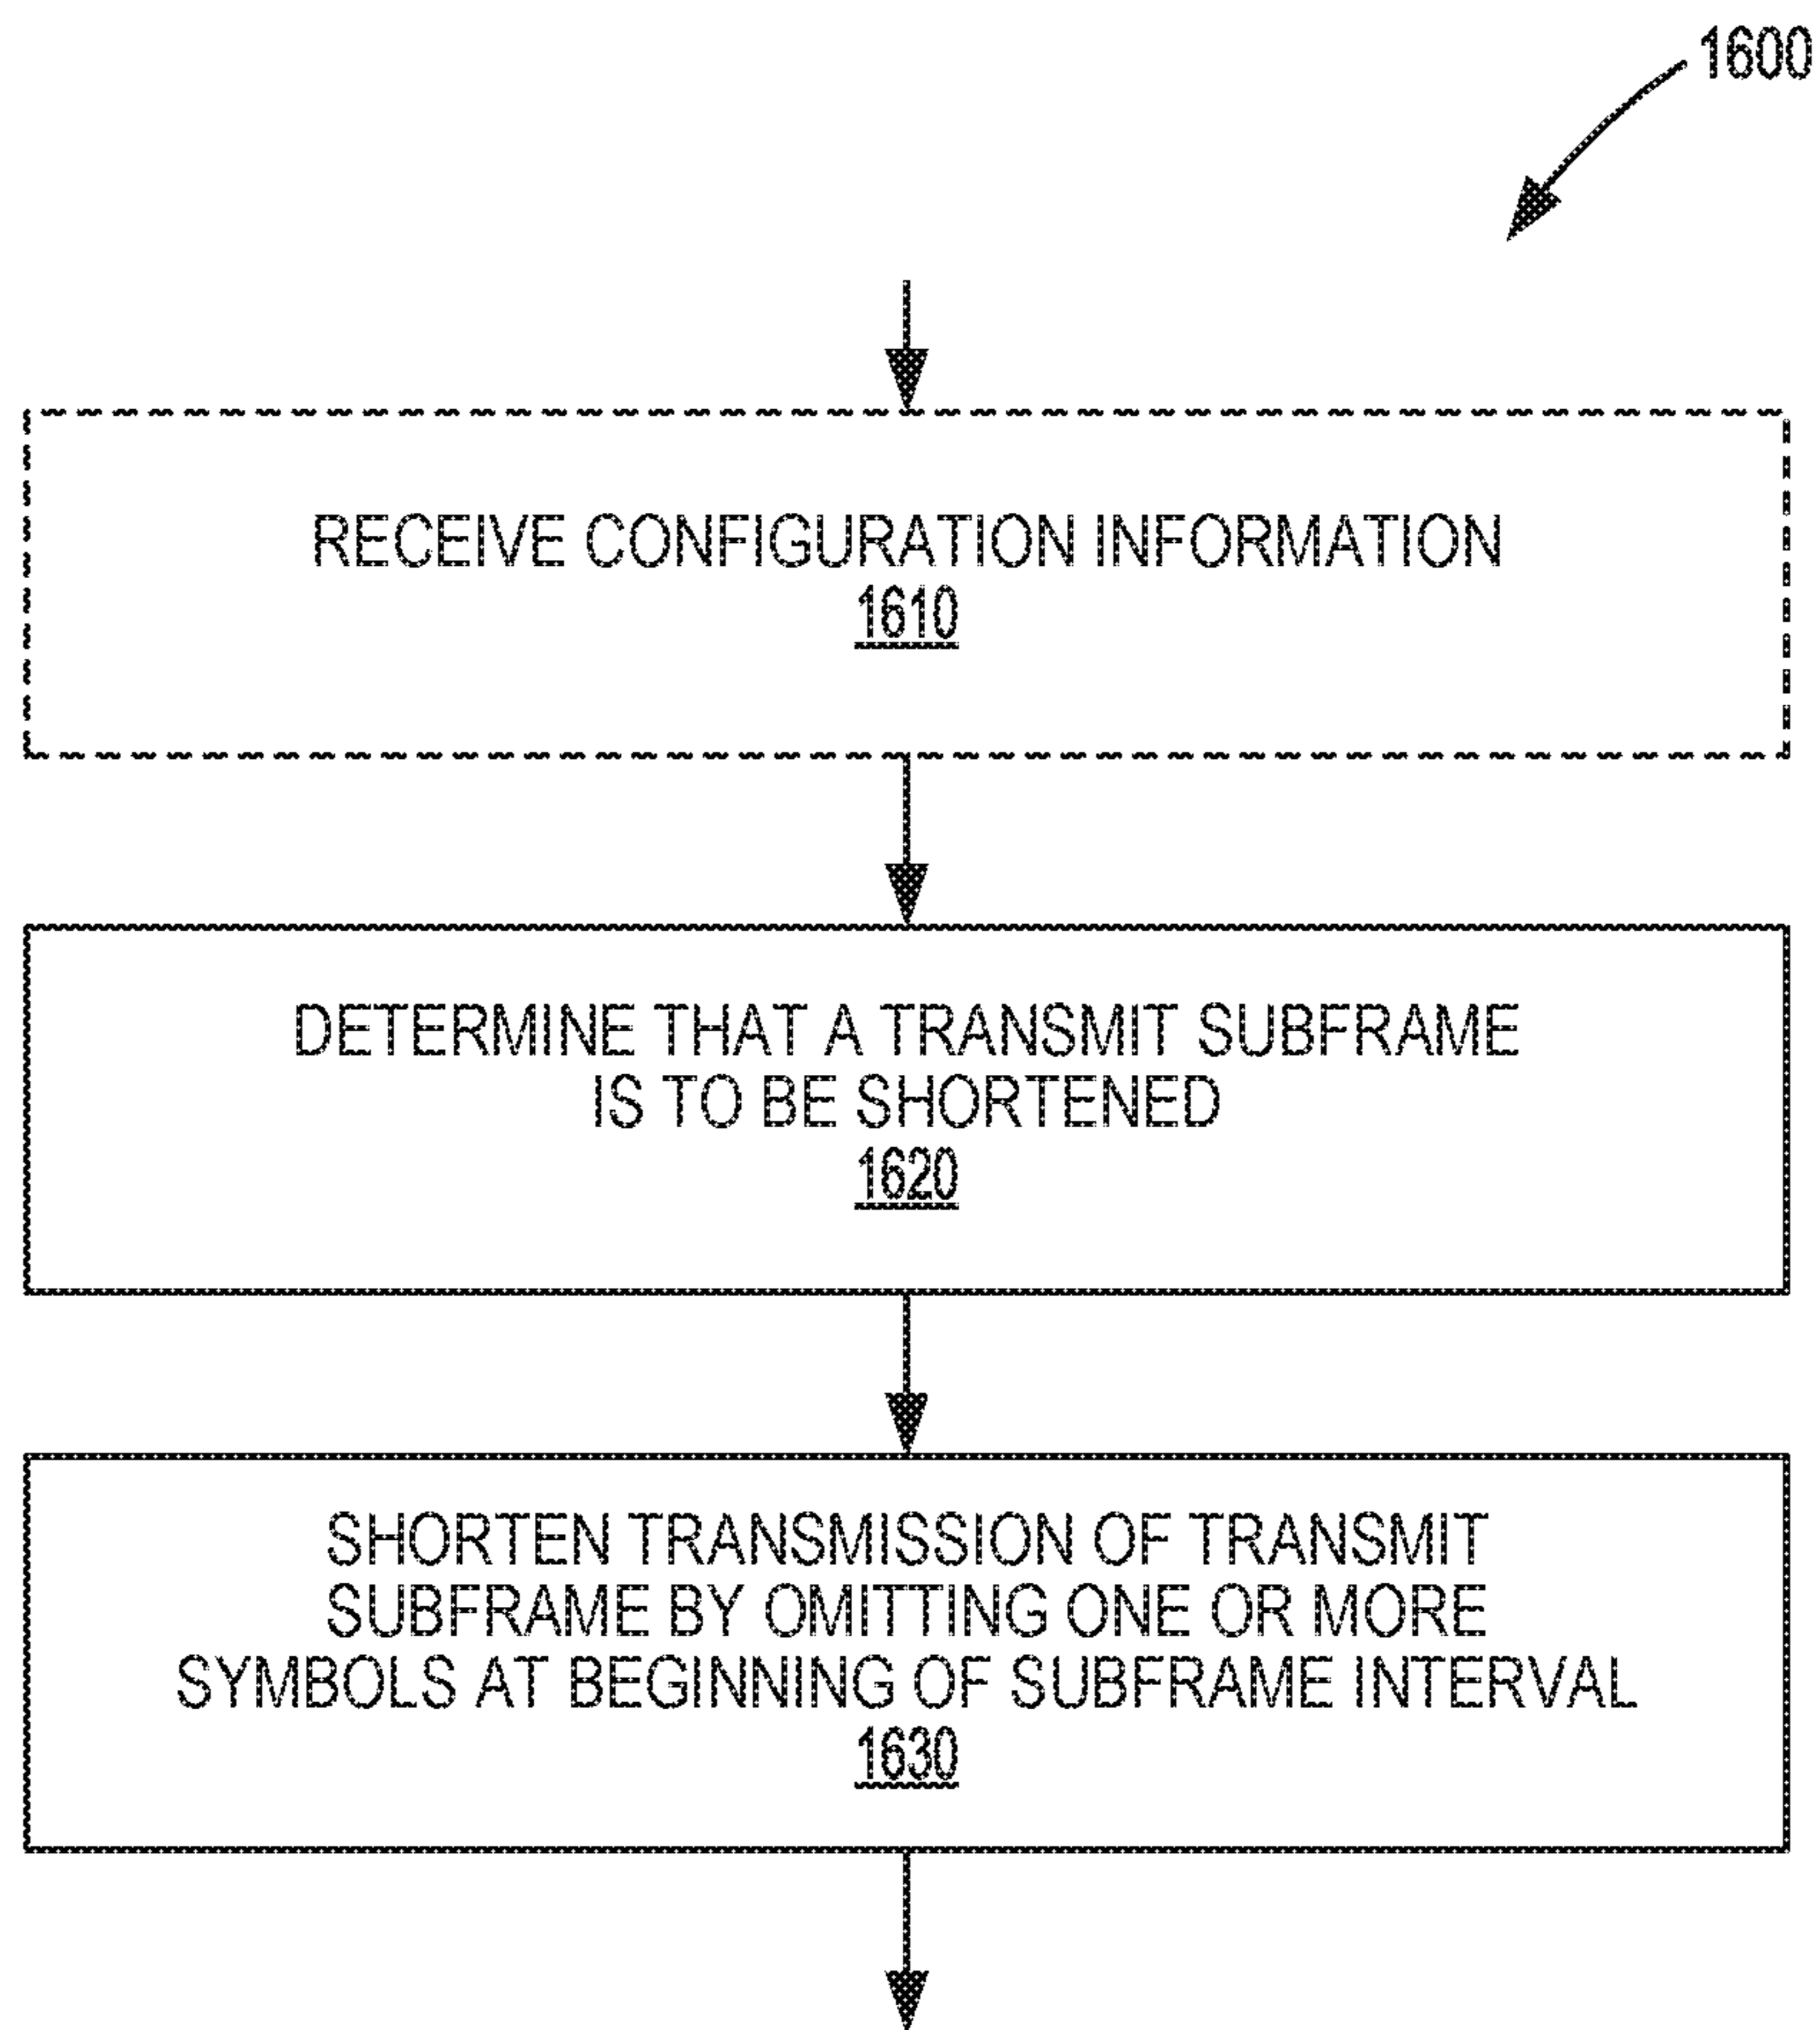 1600
RECEIVE CONFIGURATION INFORMATION
1610
DETERMINE THAT A TRANSMIT SUBFRAME
IS TO BE SHORTENED
1620
SHORTEN TRANSMISSION OF TRANSMIT
SUBFRAME BY OMITTING ONE OR MORE
SYMBOLS AT BEGINNING OF SUBFRAME INTERVAL
1630